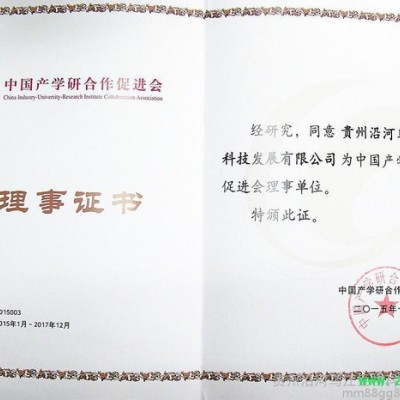 中国产学研合作促进会
China Industry-University-Research Institute Collaboration Association
理事证书
015003
015年1月－2017年12月
经研究，同意贵州沿河
科技发展有限公司为中国产学
促进会理事单位。
特颁此证。
中国产学研合作
二〇一五年
www.
mm88gg8